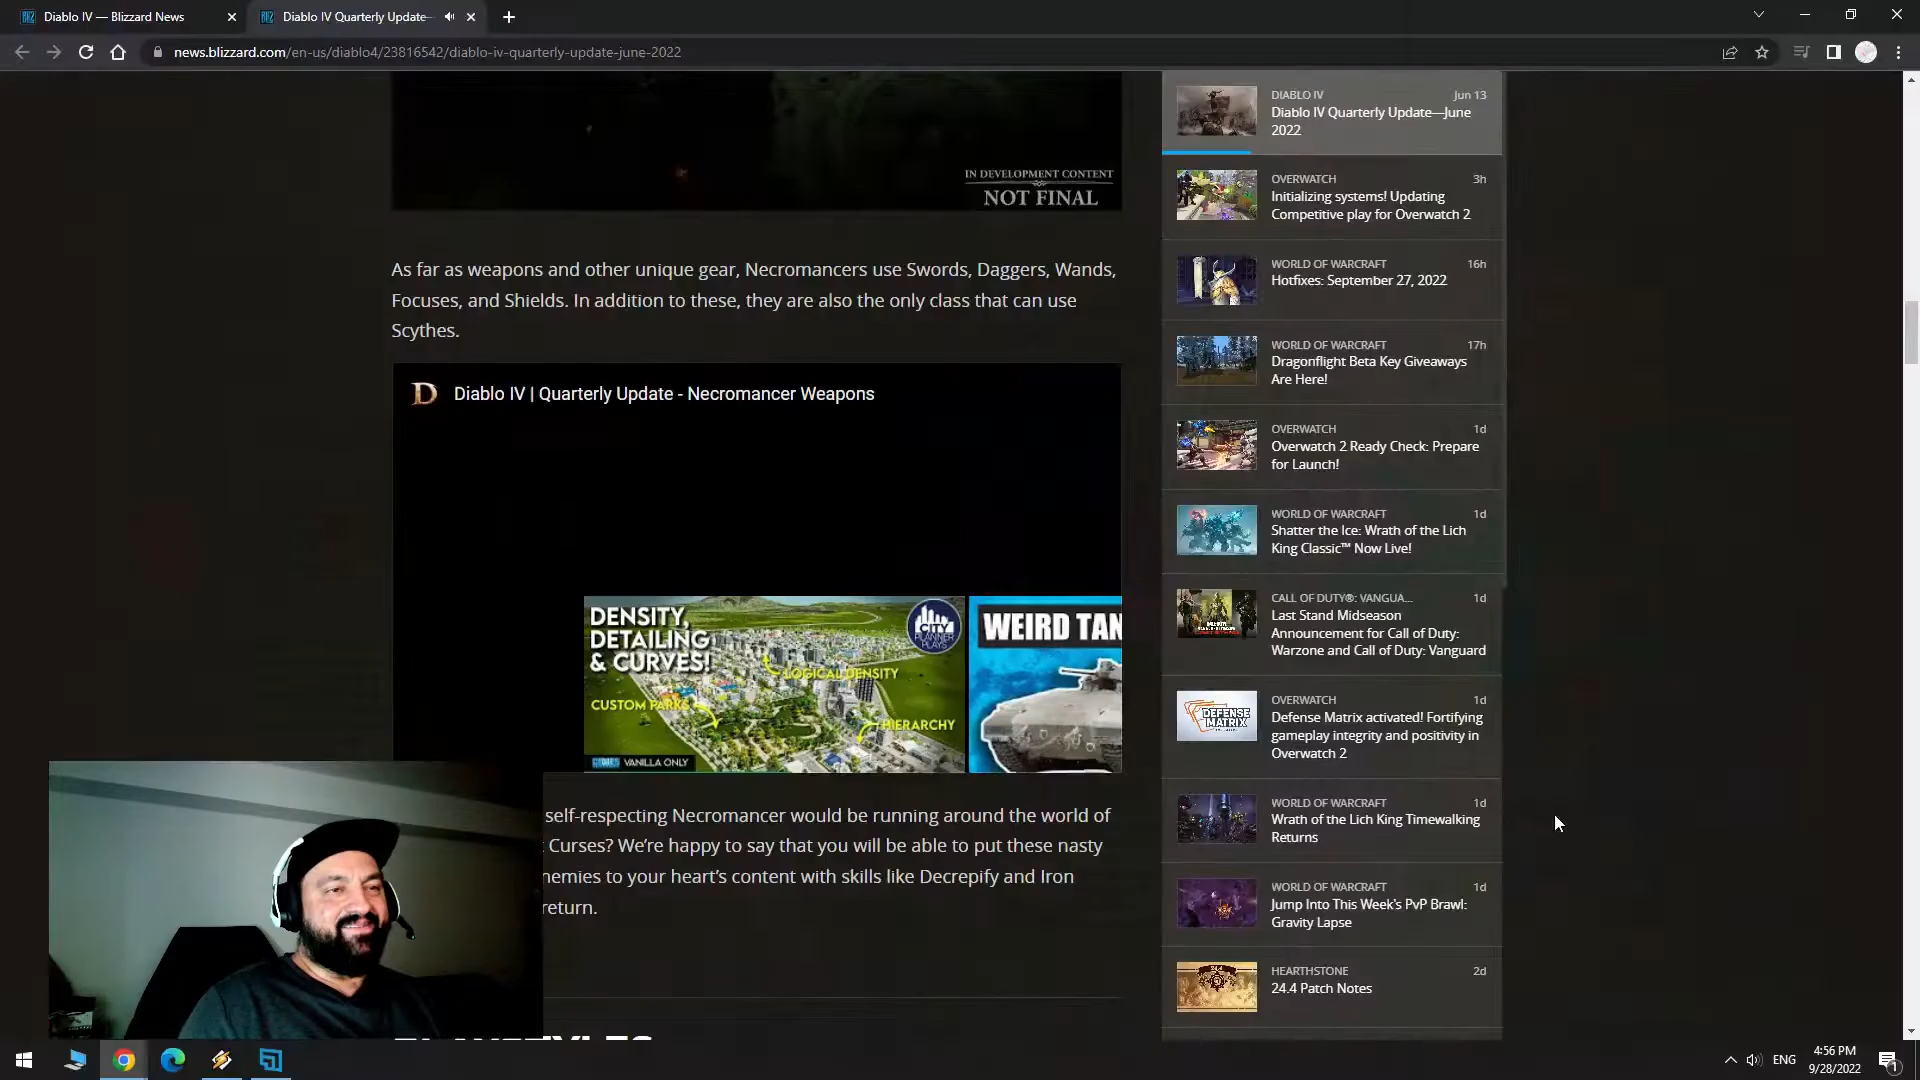 Diablo IV — Blizzard News
Diablo IV Quarterly Update—
news.blizzard.com/en-us/diablo4/23816542/diablo-iv-quarterly-update-june-2022
IN DEVELOPMENT CONTENT
NOT FINAL
As far as weapons and other unique gear, Necromancers use Swords, Daggers, Wands,
Focuses, and Shields. In addition to these, they are also the only class that can use
Scythes.
Diablo IV | Quarterly Update - Necromancer Weapons
DENSITY,
DETAILING
& CURVES!
CITY
PLANNER
PLAYS
LOGICAL DENSITY
CUSTOM PARKS
HIERARCHY
VANILLA ONLY
WEIRD TAN
self-respecting Necromancer would be running around the world of
Curses? We're happy to say that you will be able to put these nasty
nemies to your heart's content with skills like Decrepify and Iron
return.
DIABLO IV
Jun 13
Diablo IV Quarterly Update—June
2022
OVERWATCH
3h
Initializing systems! Updating
Competitive play for Overwatch 2
WORLD OF WARCRAFT
16h
Hotfixes: September 27, 2022
WORLD OF WARCRAFT
17h
Dragonflight Beta Key Giveaways
Are Here!
OVERWATCH
1d
Overwatch 2 Ready Check: Prepare
for Launch!
WORLD OF WARCRAFT
1d
Shatter the Ice: Wrath of the Lich
King Classic™ Now Live!
CALL OF DUTY®: VANGUA...
1d
Last Stand Midseason
Announcement for Call of Duty:
Warzone and Call of Duty: Vanguard
DEFENSE
MATRIX
OVERWATCH
1d
Defense Matrix activated! Fortifying
gameplay integrity and positivity in
Overwatch 2
WORLD OF WARCRAFT
1d
Wrath of the Lich King Timewalking
Returns
WORLD OF WARCRAFT
1d
Jump Into This Week's PvP Brawl:
Gravity Lapse
24.4
HEARTHSTONE
2d
24.4 Patch Notes
ENG
4:56 PM
9/28/2022
1